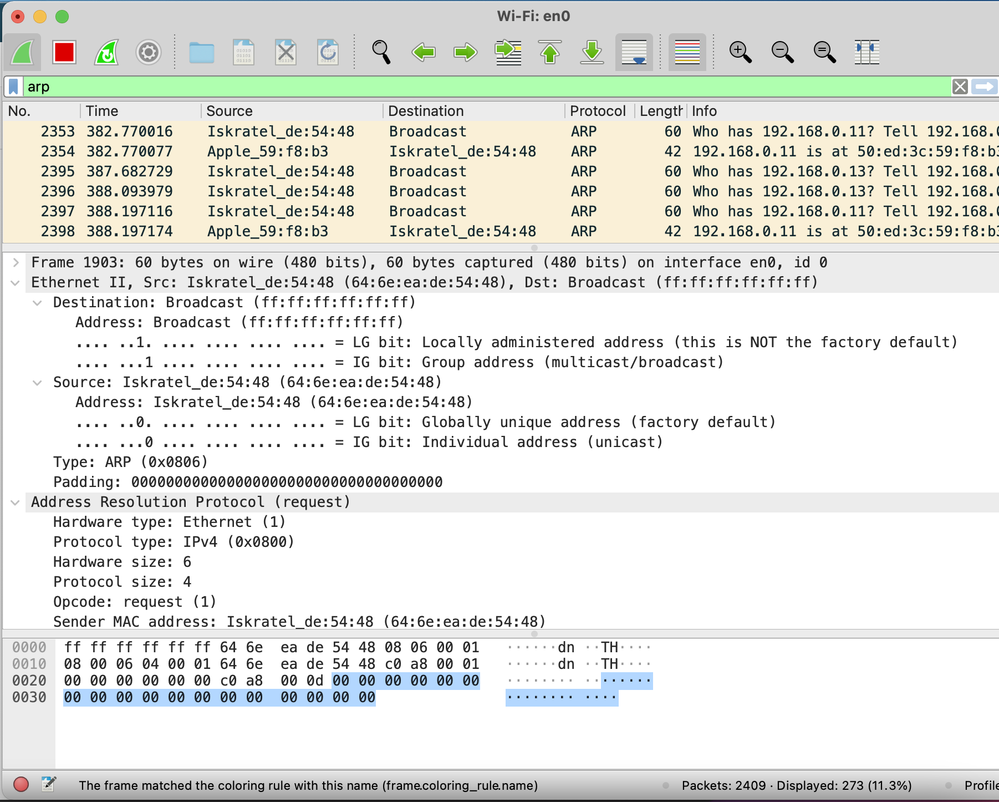 Wi-Fi: en0
arp
No. Time Source Destination Protocol Length Info
2353 382.770016 Iskratel_de:54:48 Broadcast ARP 60 Who has 192.168.0.11? Tell 192.168.0
2354 382.770077 Apple_59:f8:b3 Iskratel_de:54:48 ARP 42 192.168.0.11 is at 50:ed:3c:59:f8:b3
2395 387.682729 Iskratel_de:54:48 Broadcast ARP 60 Who has 192.168.0.13? Tell 192.168.0
2396 388.093979 Iskratel_de:54:48 Broadcast ARP 60 Who has 192.168.0.13? Tell 192.168.0
2397 388.197116 Iskratel_de:54:48 Broadcast ARP 60 Who has 192.168.0.11? Tell 192.168.0
2398 388.197174 Apple_59:f8:b3 Iskratel_de:54:48 ARP 42 192.168.0.11 is at 50:ed:3c:59:f8:b3
Frame 1903: 60 bytes on wire (480 bits), 60 bytes captured (480 bits) on interface en0, id 0
Ethernet II, Src: Iskratel_de:54:48 (64:6e:ea:de:54:48), Dst: Broadcast (ff:ff:ff:ff:ff:ff)
Destination: Broadcast (ff:ff:ff:ff:ff:ff)
Address: Broadcast (ff:ff:ff:ff:ff:ff)
.... ..1. .... .... .... .... = LG bit: Locally administered address (this is NOT the factory default)
.... ...1 .... .... .... .... = IG bit: Group address (multicast/broadcast)
Source: Iskratel_de:54:48 (64:6e:ea:de:54:48)
Address: Iskratel_de:54:48 (64:6e:ea:de:54:48)
.... ..0. .... .... .... .... = LG bit: Globally unique address (factory default)
.... ...0 .... .... .... .... = IG bit: Individual address (unicast)
Type: ARP (0x0806)
Padding: 000000000000000000000000000000000000
Address Resolution Protocol (request)
Hardware type: Ethernet (1)
Protocol type: IPv4 (0x0800)
Hardware size: 6
Protocol size: 4
Opcode: request (1)
Sender MAC address: Iskratel_de:54:48 (64:6e:ea:de:54:48)
0000 ff ff ff ff ff ff 64 6e ea de 54 48 08 06 00 01 ······dn ··TH····
0010 08 00 06 04 00 01 64 6e ea de 54 48 c0 a8 00 01 ······dn ··TH····
0020 00 00 00 00 00 00 c0 a8 00 0d 00 00 00 00 00 00 ········ ········
0030 00 00 00 00 00 00 00 00 00 00 00 00 ········ ····
The frame matched the coloring rule with this name (frame.coloring_rule.name) Packets: 2409 · Displayed: 273 (11.3%) Profile